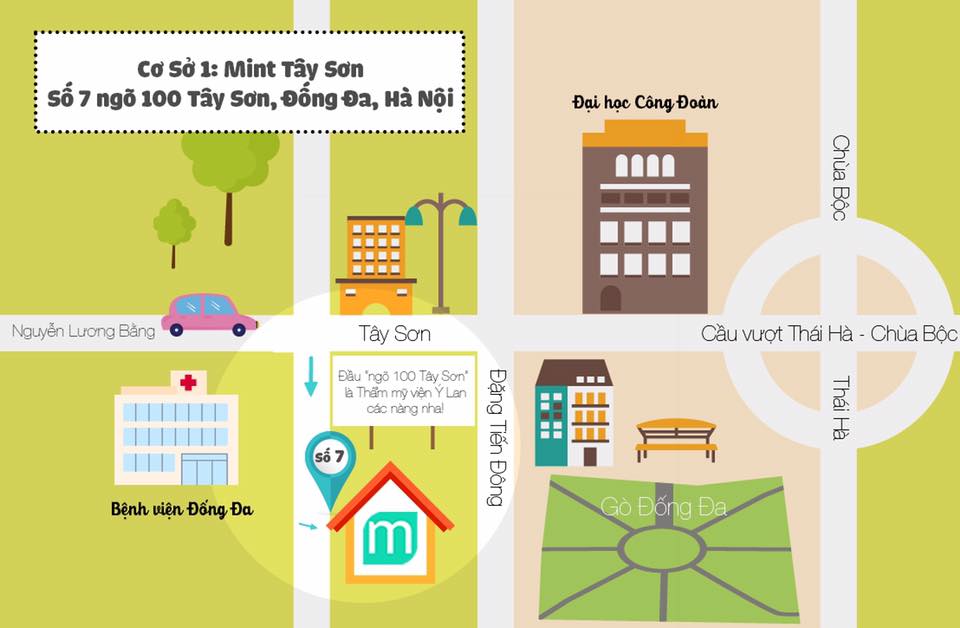 Cơ Sở 1: Mint Tây Sơn
Số 7 ngõ 100 Tây Sơn, Đống Đa, Hà Nội
Đại học Công Đoàn
Chùa Bộc
Nguyễn Lương Bằng
Tây Sơn
Cầu vượt Thái Hà - Chùa Bộc
Đầu "ngõ 100 Tây Sơn"
là Thẩm mỹ viện Ý Lan
các nàng nha!
Đặng Tiến Đông
Thái Hà
Số 7
m
Bệnh viện Đống Đa
Gò Đống Đa